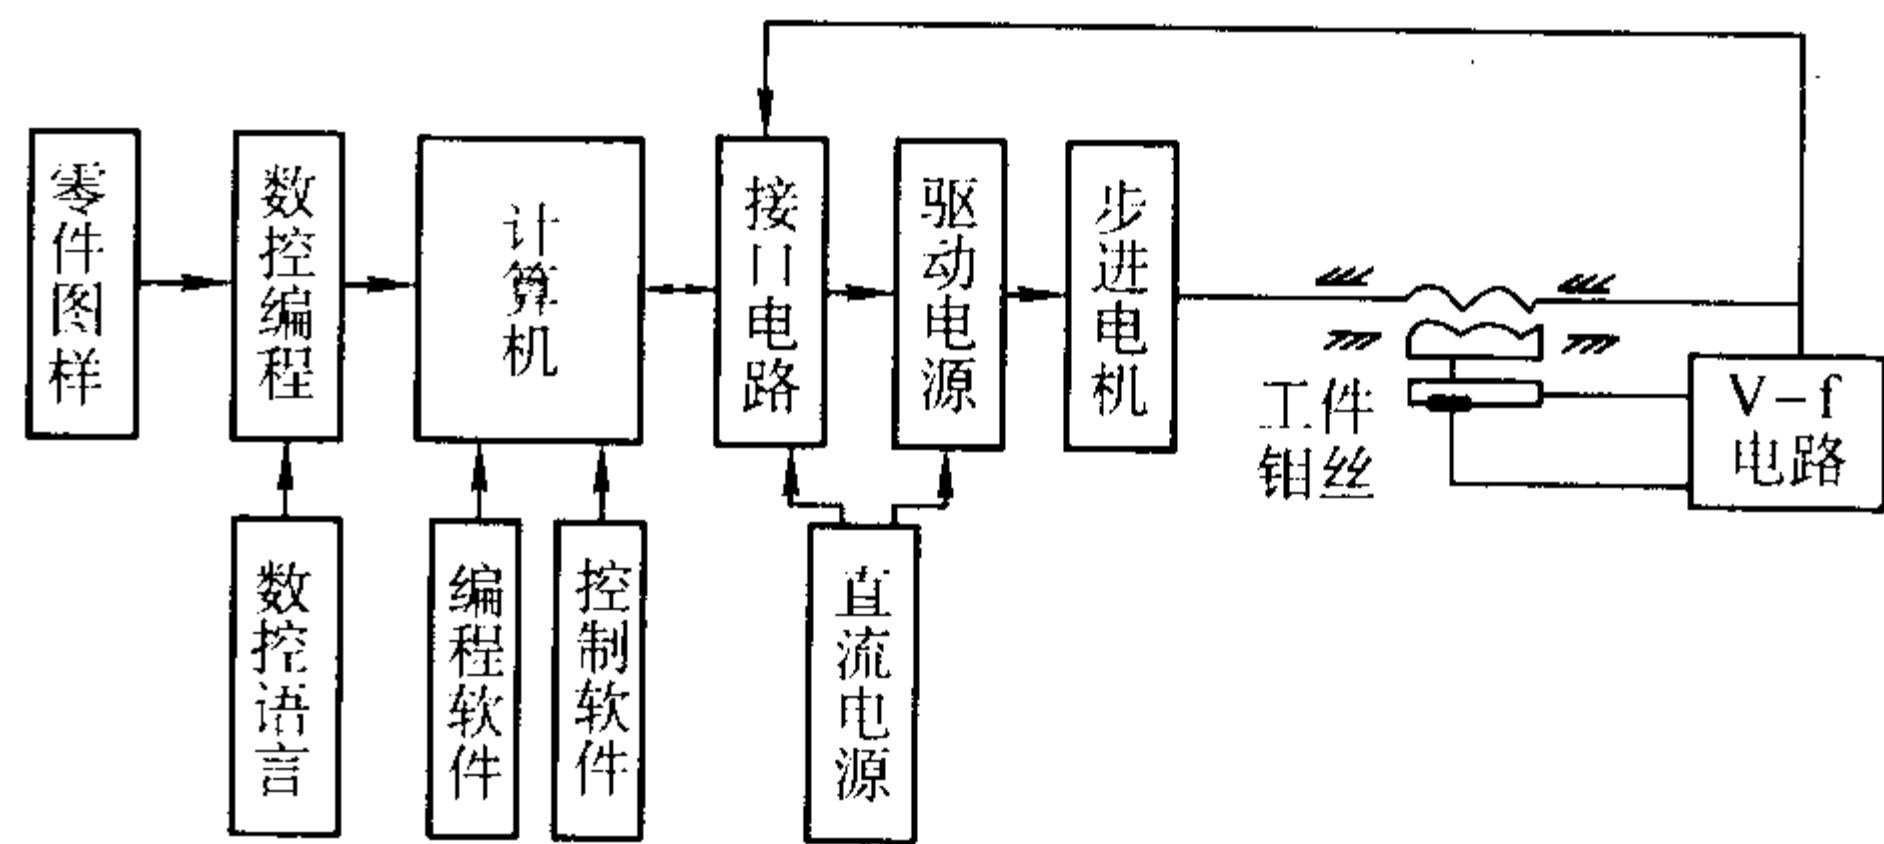 零件图样
数控编程
计算机
接口电路
驱动电源
步进电机
工件
钼丝
V-f
电路
数控语言
编程软件
控制软件
直流电源